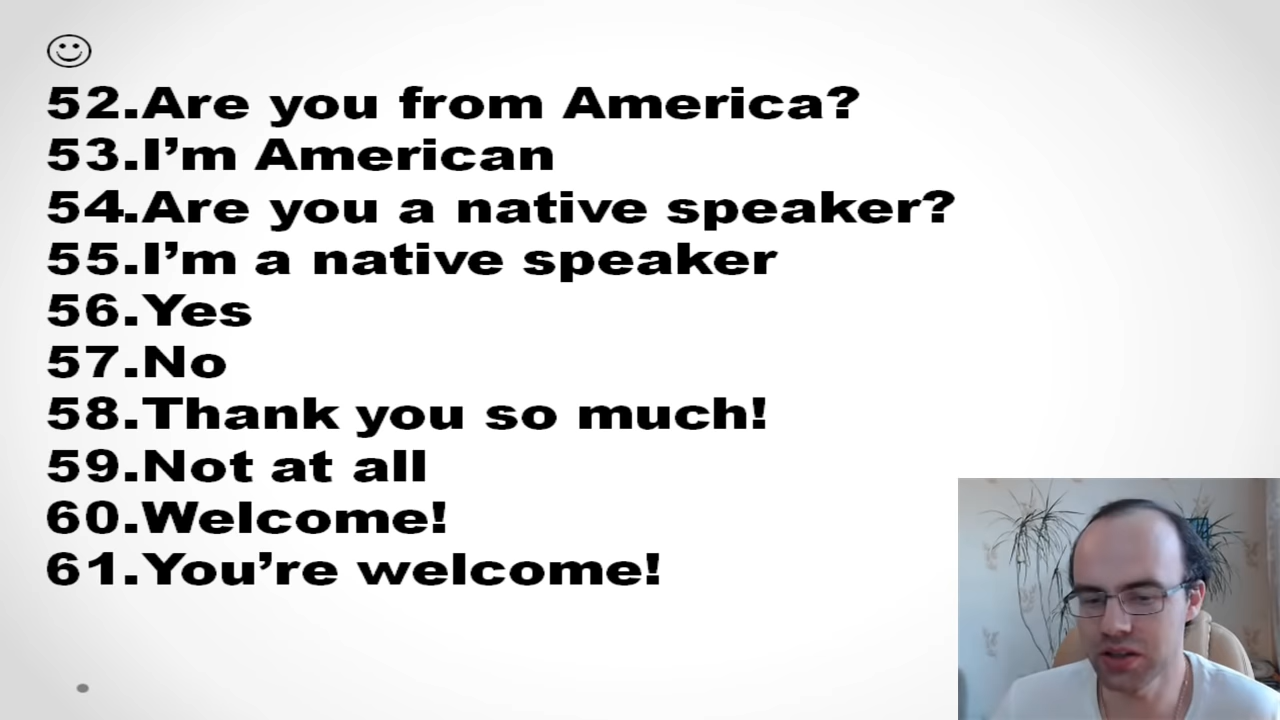 52.Are you from America?
53.I’m American
54.Are you a native speaker?
55.I’m a native speaker
56.Yes
57.No
58.Thank you so much!
59.Not at all
60.Welcome!
61.You’re welcome!